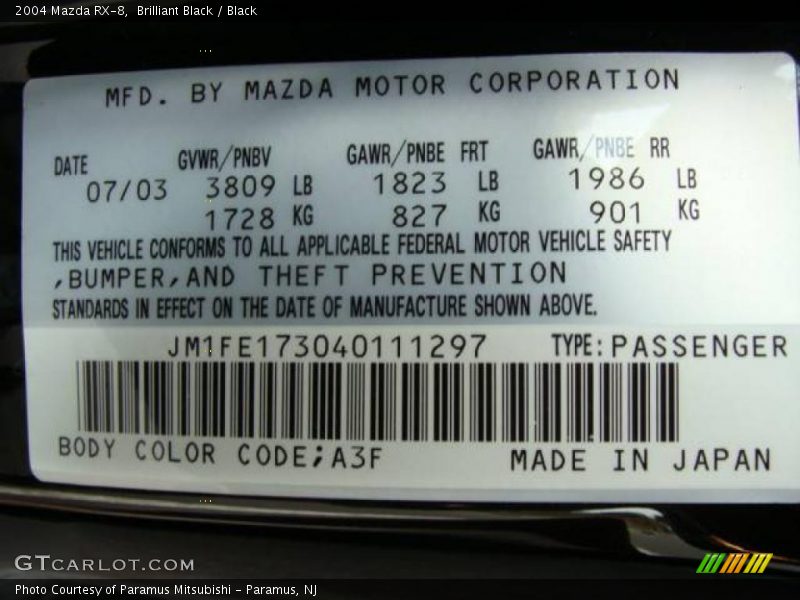 2004 Mazda RX-8, Brilliant Black / Black
MFD. BY MAZDA MOTOR CORPORATION
DATE GVWR/PNBV GAWR/PNBE FRT GAWR/PNBE RR
07/03 3809 LB 1823 LB 1986 LB
1728 KG 827 KG 901 KG
THIS VEHICLE CONFORMS TO ALL APPLICABLE FEDERAL MOTOR VEHICLE SAFETY
,BUMPER,AND THEFT PREVENTION
STANDARDS IN EFFECT ON THE DATE OF MANUFACTURE SHOWN ABOVE.
JM1FE173040111297 TYPE:PASSENGER
BODY COLOR CODE;A3F MADE IN JAPAN
GTCARLOT.COM
Photo Courtesy of Paramus Mitsubishi - Paramus, NJ